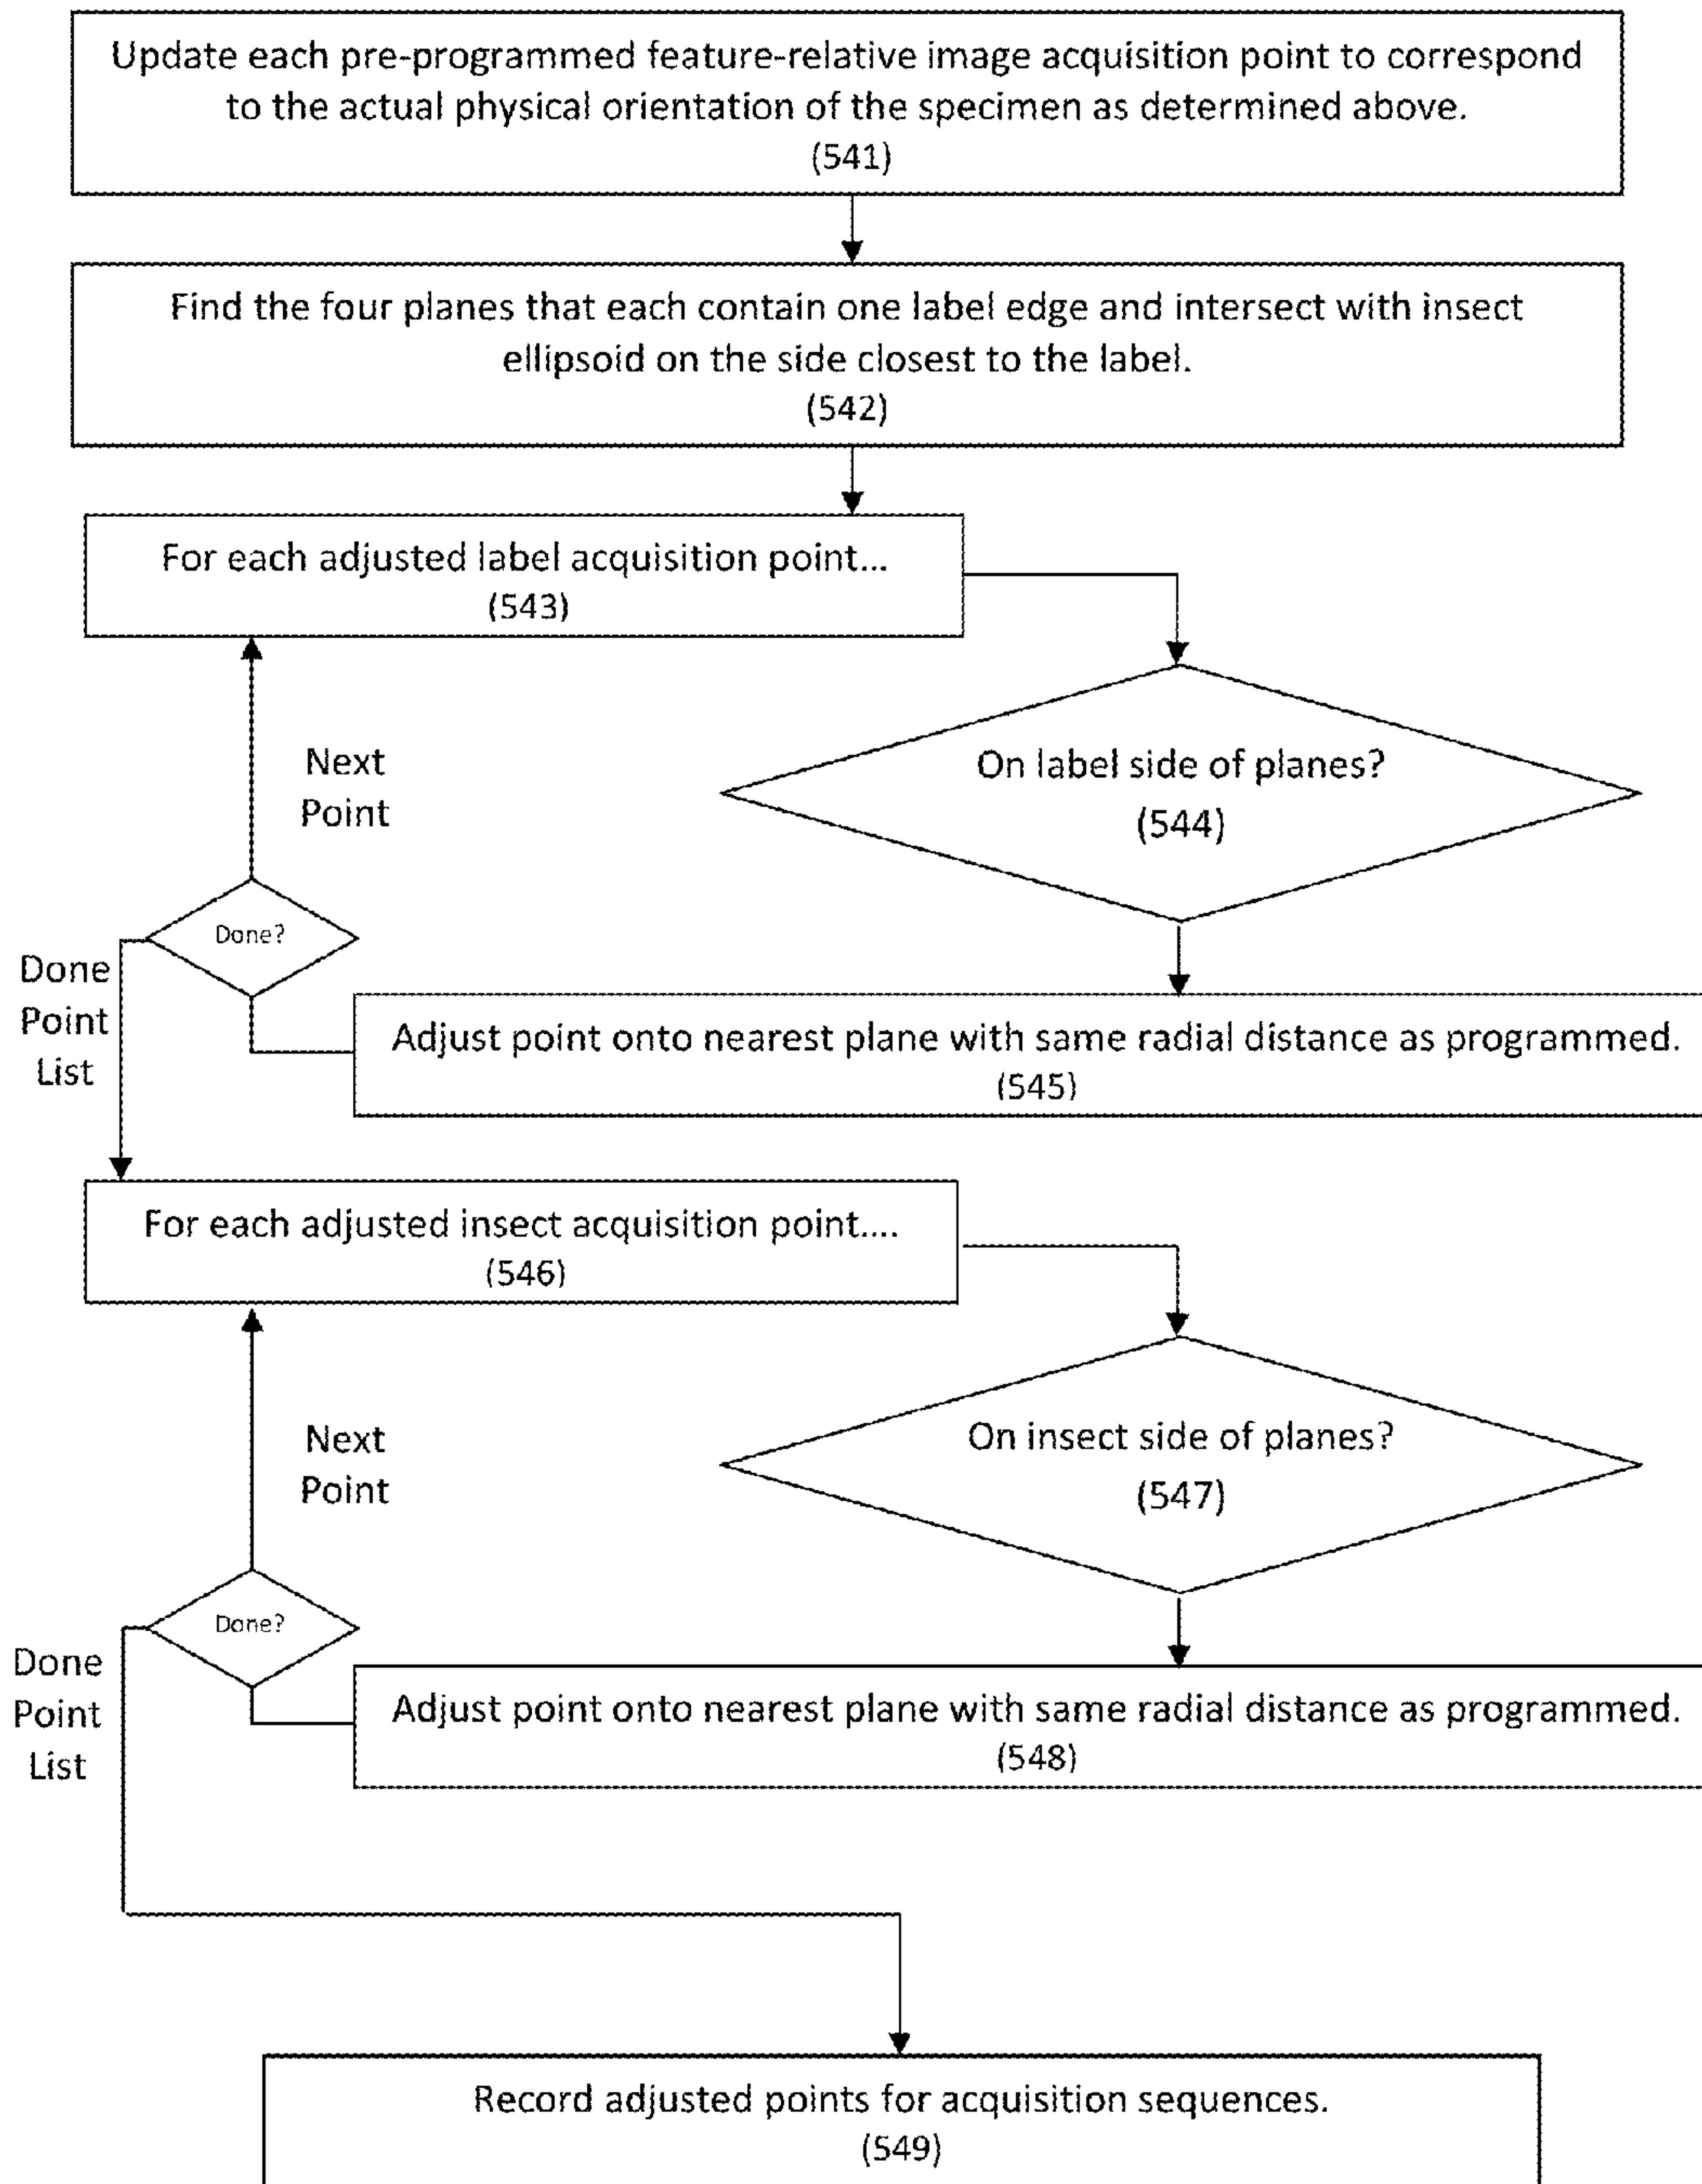 Update each pre-programmed feature-relative image acquisition point to correspond
to the actual physical orientation of the specimen as determined above.
(541)
Find the four planes that each contain one label edge and intersect with insect
ellipsoid on the side closest to the label.
(542)
For each adjusted label acquisition point...
(543)
On label side of planes?
(544)
Next
Point
Done?
Done
Point
List
Adjust point onto nearest plane with same radial distance as programmed.
(545)
For each adjusted insect acquisition point....
(546)
On insect side of planes?
(547)
Next
Point
Done?
Done
Point
List
Adjust point onto nearest plane with same radial distance as programmed.
(548)
Record adjusted points for acquisition sequences.
(549)